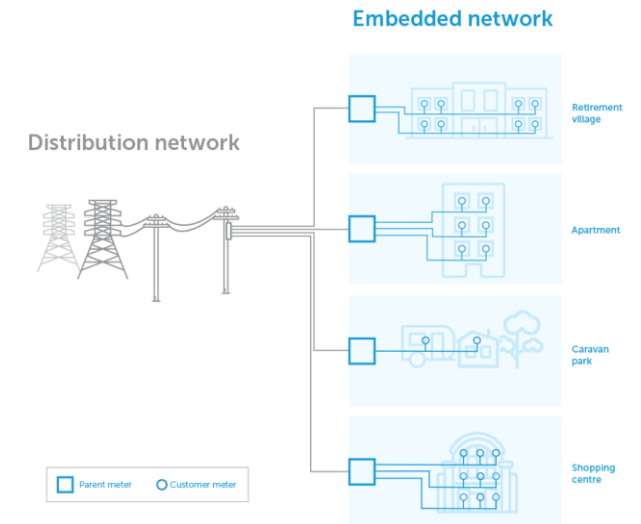 Embedded network
Distribution network
Retirement
village
Apartment
Caravan
park
Shopping
centre
Parent meter
Customer meter